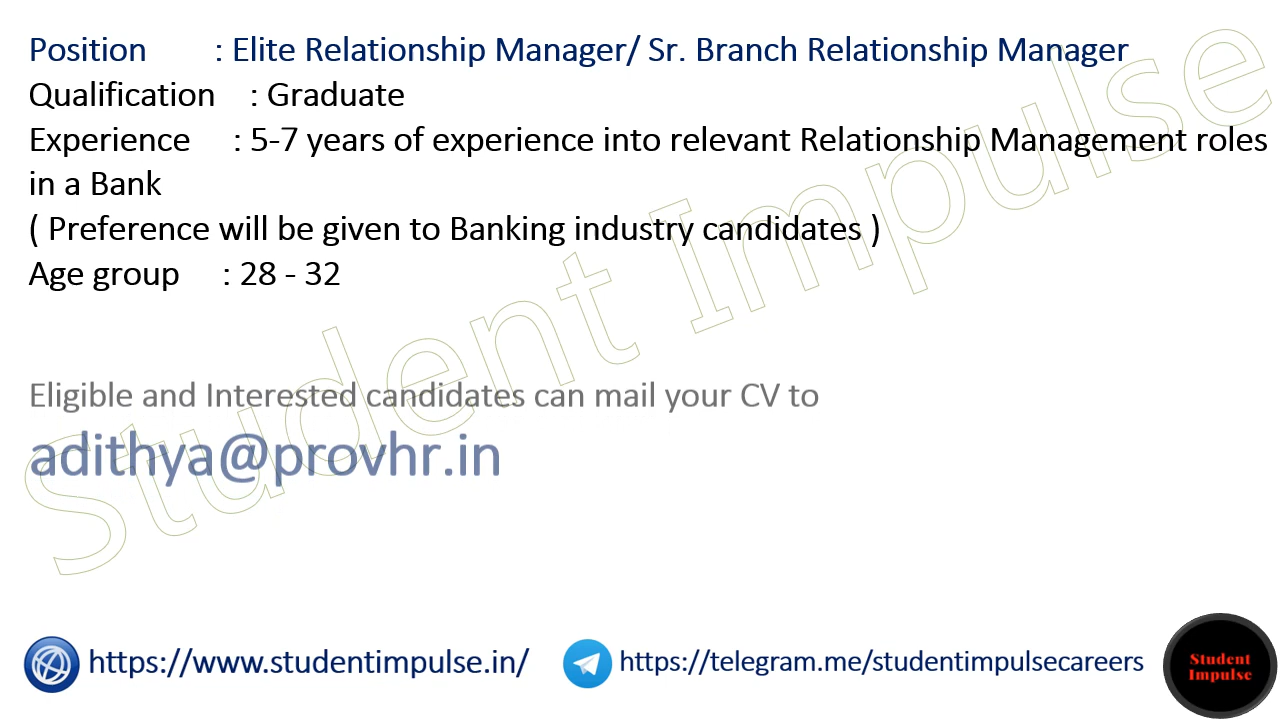 Position : Elite Relationship Manager/ Sr. Branch Relationship Manager
Qualification : Graduate
Experience : 5-7 years of experience into relevant Relationship Management roles
in a Bank
( Preference will be given to Banking industry candidates )
Age group : 28 - 32
Student Impulse
Eligible and Interested candidates can mail your CV to
adithya@provhr.in
https://www.studentimpulse.in/
https://telegram.me/studentimpulsecareers
Student
Impulse